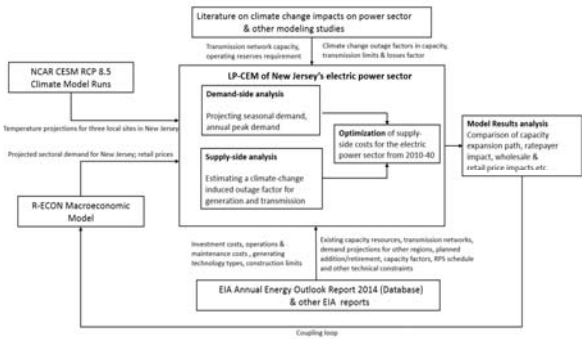 Literature on climate change impacts on power sector
& other modeling studies
Transmission network capacity,
operating reserves requirement
Climate change outage factors in capacity,
transmission limits & losses factor
NCAR CESM RCP 8.5
Climate Model Runs
LP-CEM of New Jersey's electric power sector
Demand-side analysis
Projecting seasonal demand,
annual peak demand
Temperature projections for three local sites in New Jersey
Optimization of supply-
side costs for the electric
power sector from 2010-40
Model Results analysis
Comparison of capacity
expansion path, ratepayer
impact, wholesale &
retail price impacts etc
Projected sectoral demand for New Jersey; retail prices
Supply-side analysis
Estimating a climate-change
induced outage factor for
generation and transmission
R-ECON Macroeconomic
Model
Investment costs, operations &
maintenance costs , generating
technology types, construction limits
Existing capacity resources, transmission networks,
demand projections for other regions, planned
addition/retirement, capacity factors, RPS schedule
and other technical constraints
EIA Annual Energy Outlook Report 2014 (Database)
& other EIA reports
Coupling loop